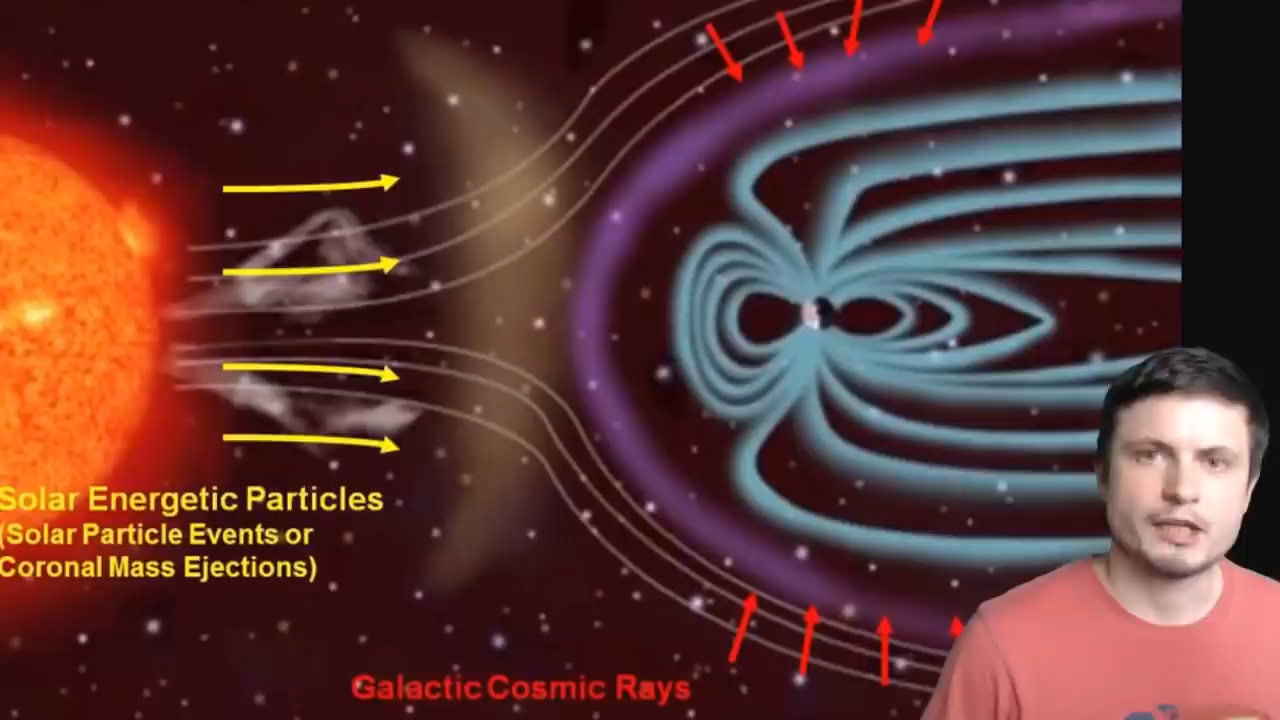 Solar Energetic Particles
(Solar Particle Events or
Coronal Mass Ejections)
Galactic Cosmic Rays